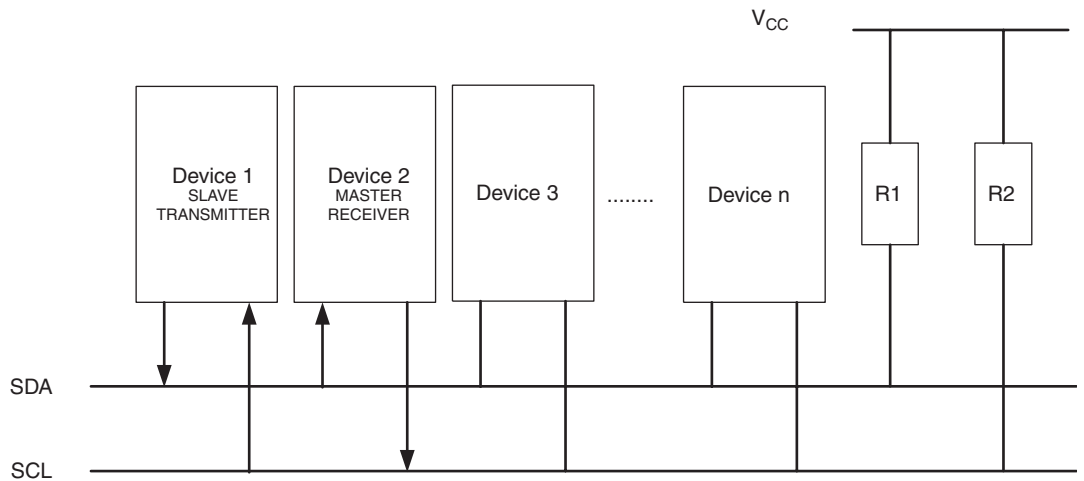 VCC
Device 1
SLAVE
TRANSMITTER
Device 2
MASTER
RECEIVER
Device 3
........
Device n
R1
R2
SDA
SCL